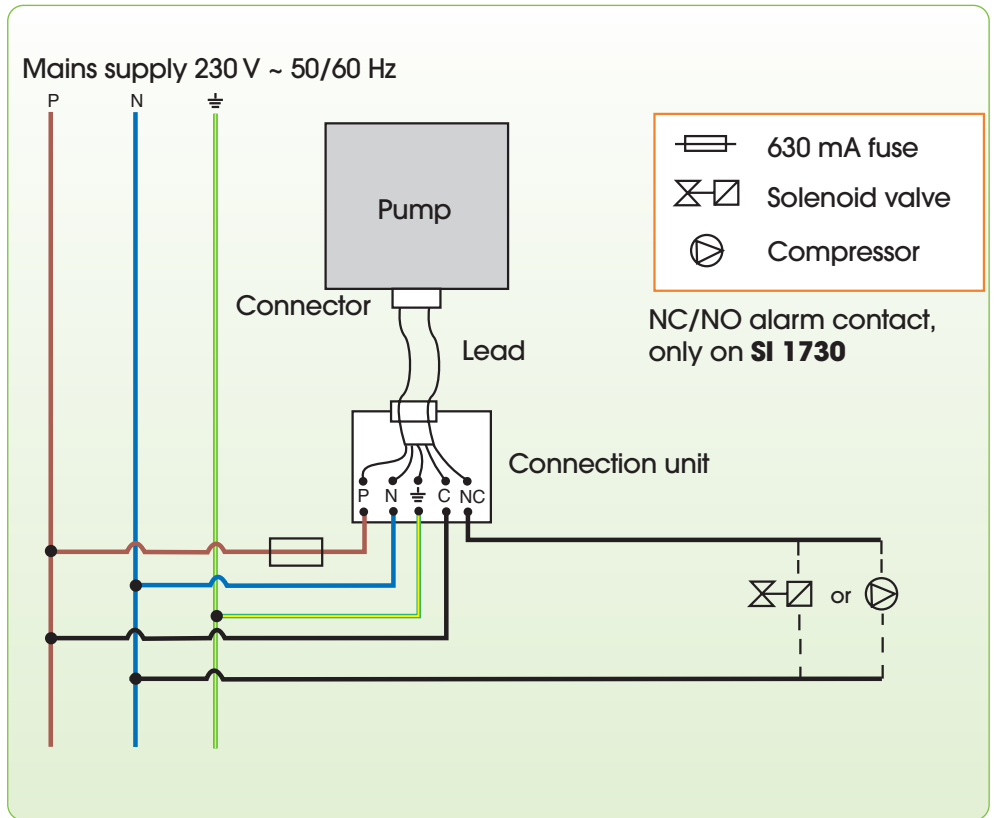 Mains supply 230 V ~ 50/60 Hz
P
N
Pump
630 mA fuse
Solenoid valve
Compressor
Connector
NC/NO alarm contact,
only on SI 1730
Lead
Connection unit
P N C NC
or